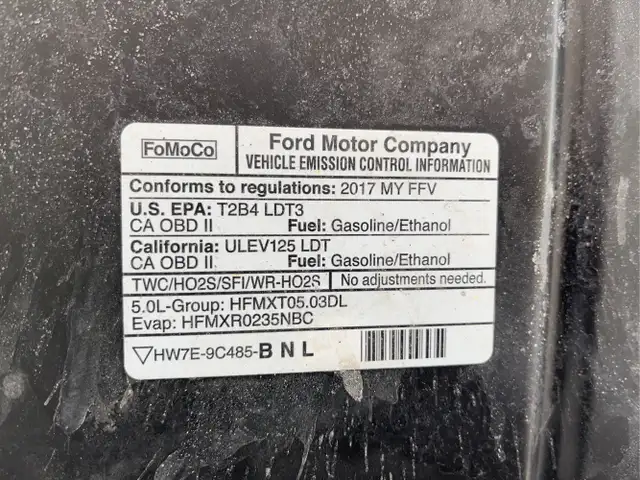 FoMoCo
Ford Motor Company
VEHICLE EMISSION CONTROL INFORMATION
Conforms to regulations: 2017 MY FFV
U.S. EPA: T2B4 LDT3
CA OBD II Fuel: Gasoline/Ethanol
California: ULEV125 LDT
CA OBD II Fuel: Gasoline/Ethanol
TWC/HO2S/SFI/WR-HO2S No adjustments needed.
5.0L-Group: HFMXT05.03DL
Evap: HFMXR0235NBC
▽HW7E-9C485-B N L